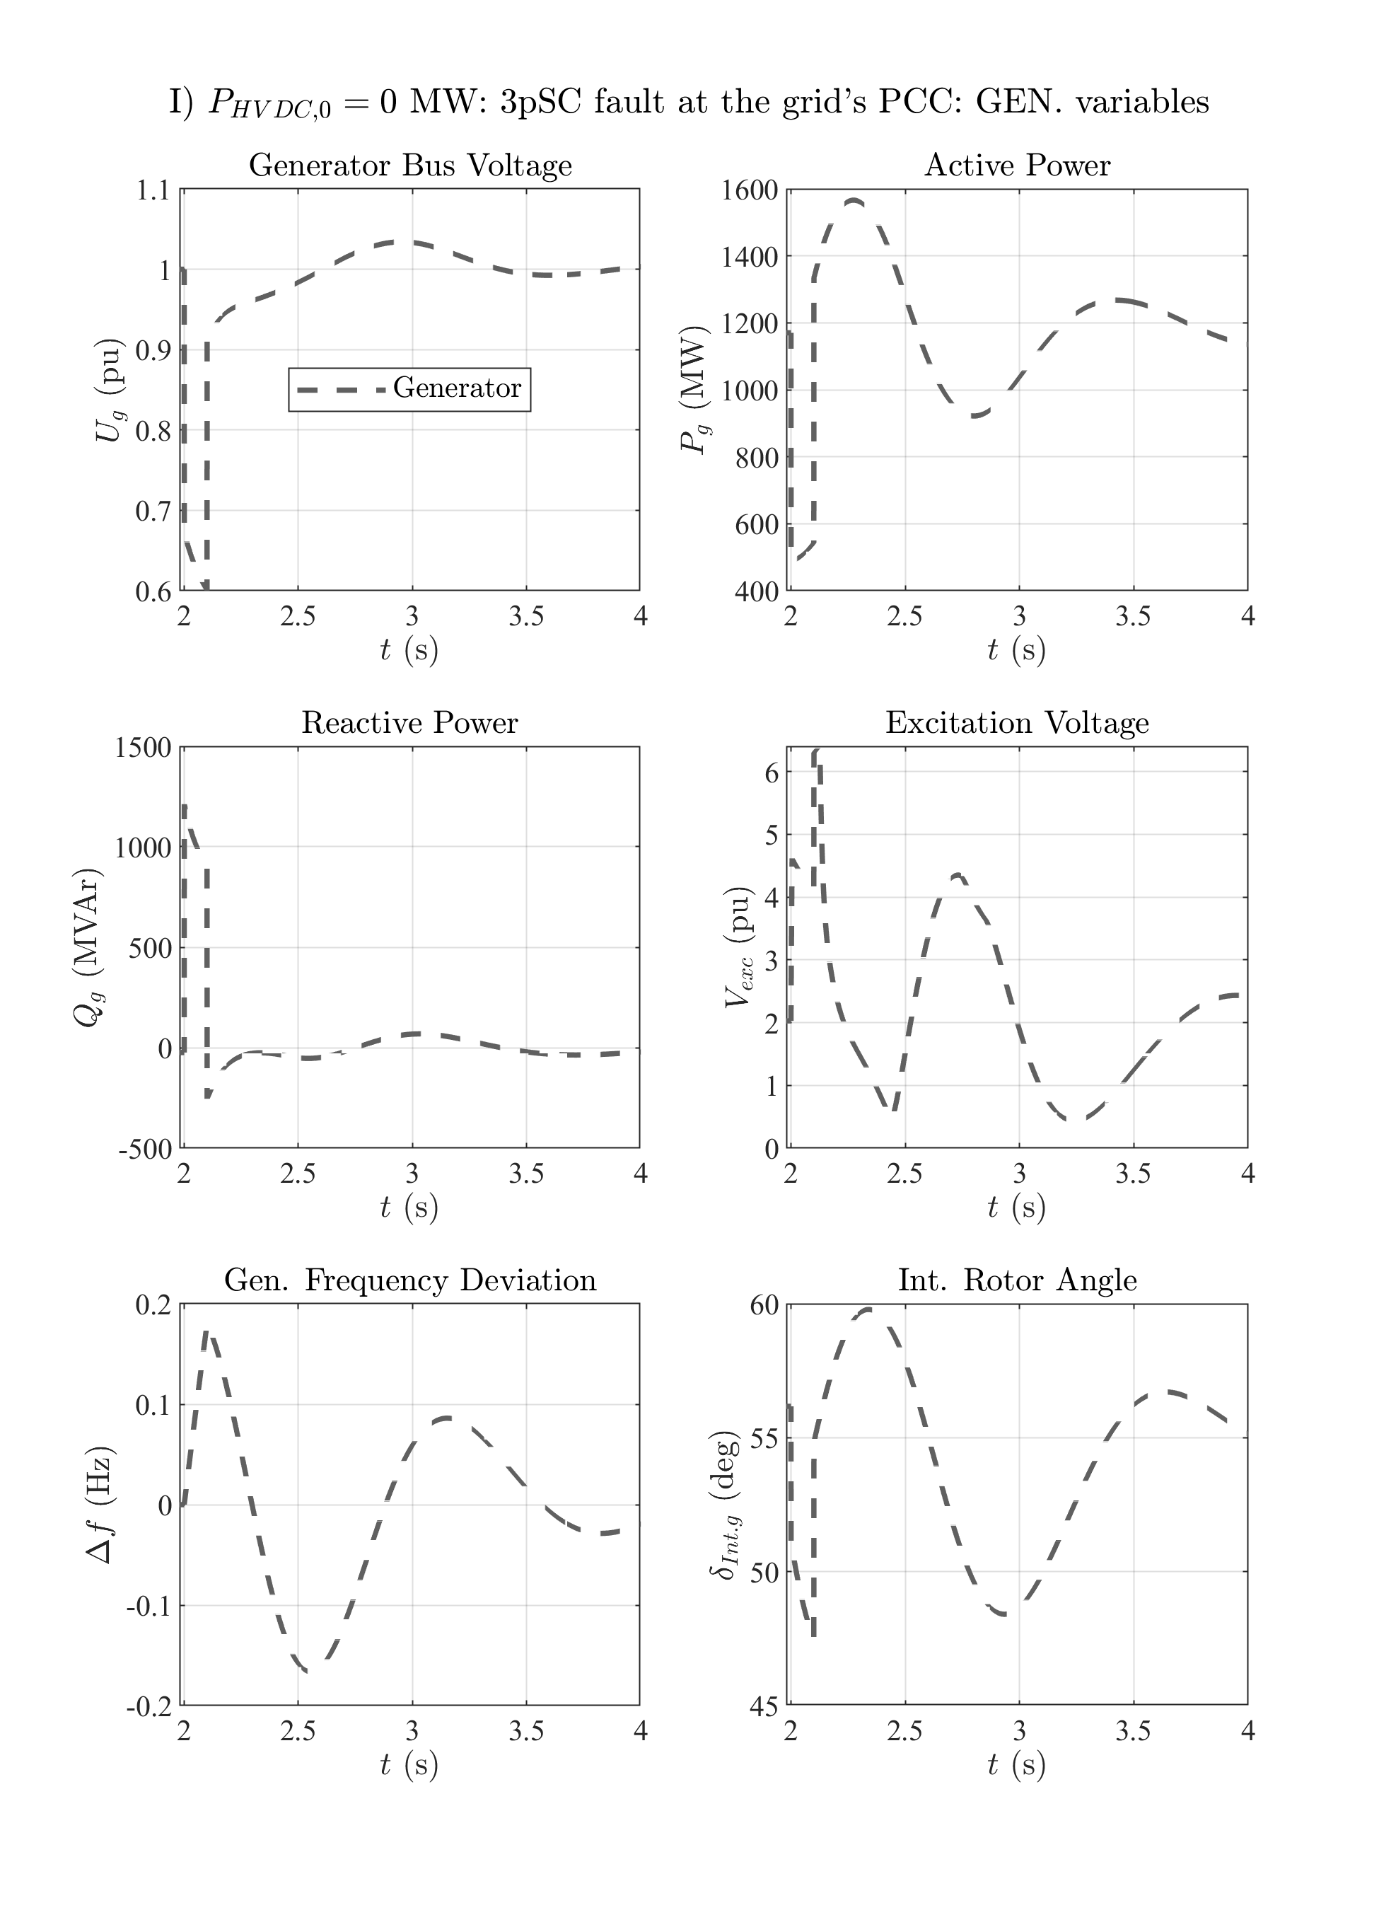 I) P_{HVDC,0} = 0 MW: 3pSC fault at the grid's PCC: GEN. variables
Generator Bus Voltage
1.1
1
0.9
0.8
0.7
0.6
U_g (pu)
Generator
2 2.5 3 3.5 4
t (s)
Active Power
1600
1400
1200
1000
800
600
400
P_g (MW)
2 2.5 3 3.5 4
t (s)
Reactive Power
1500
1000
500
0
-500
Q_g (MVAr)
2 2.5 3 3.5 4
t (s)
Excitation Voltage
6
5
4
3
2
1
0
V_{exc} (pu)
2 2.5 3 3.5 4
t (s)
Gen. Frequency Deviation
0.2
0.1
0
-0.1
-0.2
Δf (Hz)
2 2.5 3 3.5 4
t (s)
Int. Rotor Angle
60
55
50
45
δ_{Int.g} (deg)
2 2.5 3 3.5 4
t (s)